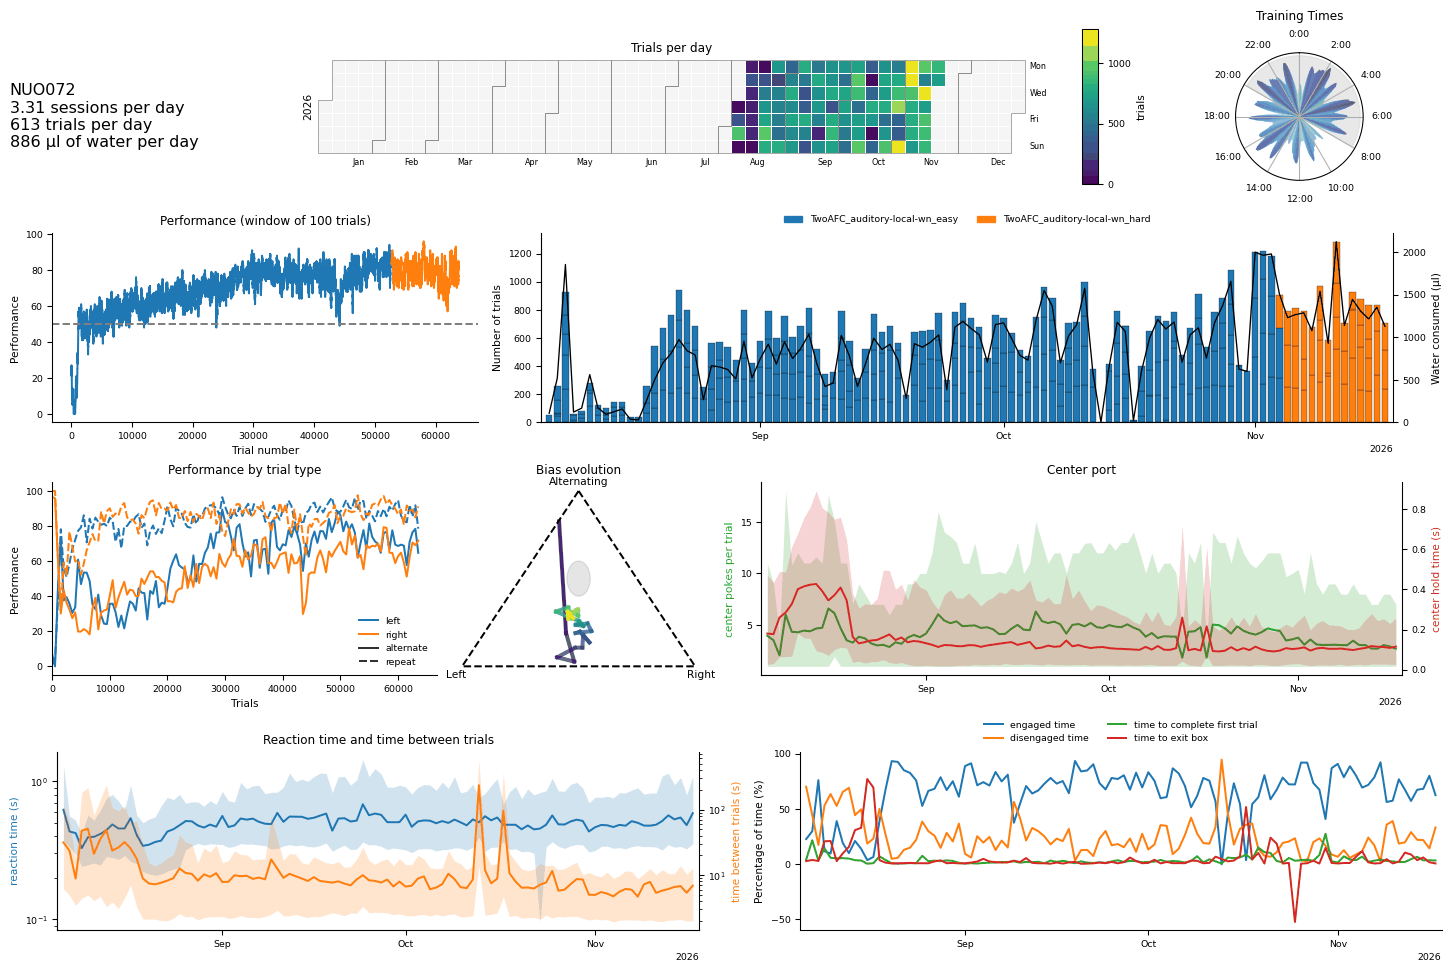 Training Times
0:00
22:00
2:00
20:00
4:00
18:00
6:00
16:00
8:00
14:00
10:00
12:00
Trials per day
NUO072
3.31 sessions per day
613 trials per day
886 µl of water per day
2026
Mon
Wed
Fri
Sun
Jan
Feb
Mar
Apr
May
Jun
Jul
Aug
Sep
Oct
Nov
Dec
1000
500
0
trials
Performance (window of 100 trials)
TwoAFC_auditory-local-wn_easy
TwoAFC_auditory-local-wn_hard
Performance
100
80
60
40
20
0
0
10000
20000
30000
40000
50000
60000
Trial number
Number of trials
1200
1000
800
600
400
200
0
2000
1500
1000
500
0
Water consumed (µl)
Sep
Oct
Nov
2026
Performance by trial type
Performance
100
80
60
40
20
0
left
right
alternate
repeat
0
10000
20000
30000
40000
50000
60000
Trials
Bias evolution
Alternating
Left
Right
Center port
center pokes per trial
15
10
5
0.8
0.6
0.4
0.2
0.0
center hold time (s)
Sep
Oct
Nov
2026
Reaction time and time between trials
reaction time (s)
10⁰
10⁻¹
10²
10¹
time between trials (s)
Sep
Oct
Nov
2026
engaged time
disengaged time
time to complete first trial
time to exit box
Percentage of time (%)
100
50
0
−50
Sep
Oct
Nov
2026